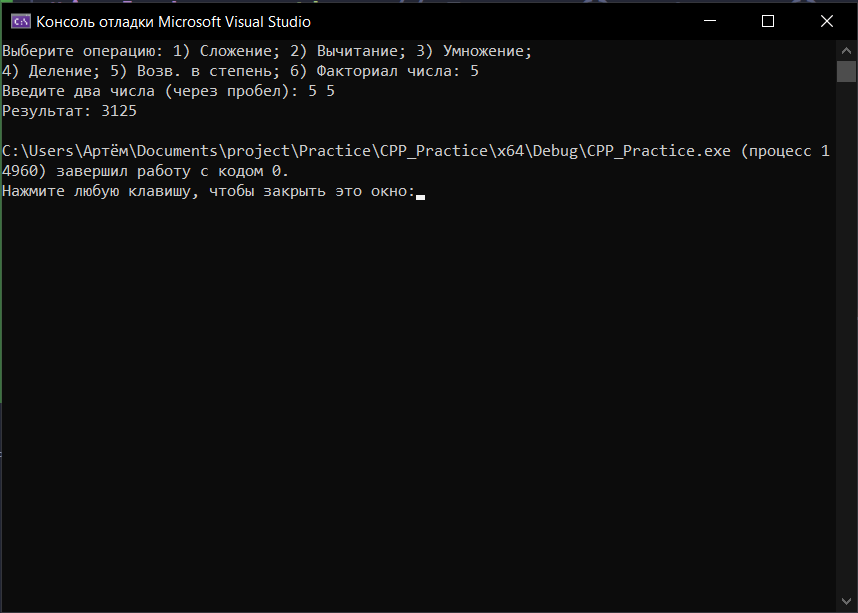 Консоль отладки Microsoft Visual Studio
Выберите операцию: 1) Сложение; 2) Вычитание; 3) Умножение;
4) Деление; 5) Возв. в степень; 6) Факториал числа: 5
Введите два числа (через пробел): 5 5
Результат: 3125
C:\Users\Артём\Documents\project\Practice\CPP_Practice\x64\Debug\CPP_Practice.exe (процесс 1
4960) завершил работу с кодом 0.
Нажмите любую клавишу, чтобы закрыть это окно: